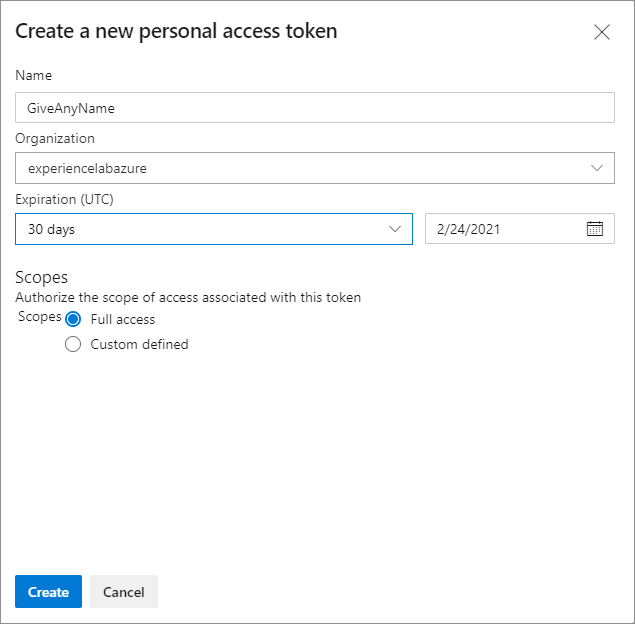 Create a new personal access token
Name
GiveAnyName
Organization
experiencelabazure
Expiration (UTC)
30 days
2/24/2021
Scopes
Authorize the scope of access associated with this token
Scopes Full access
Custom defined
Create Cancel